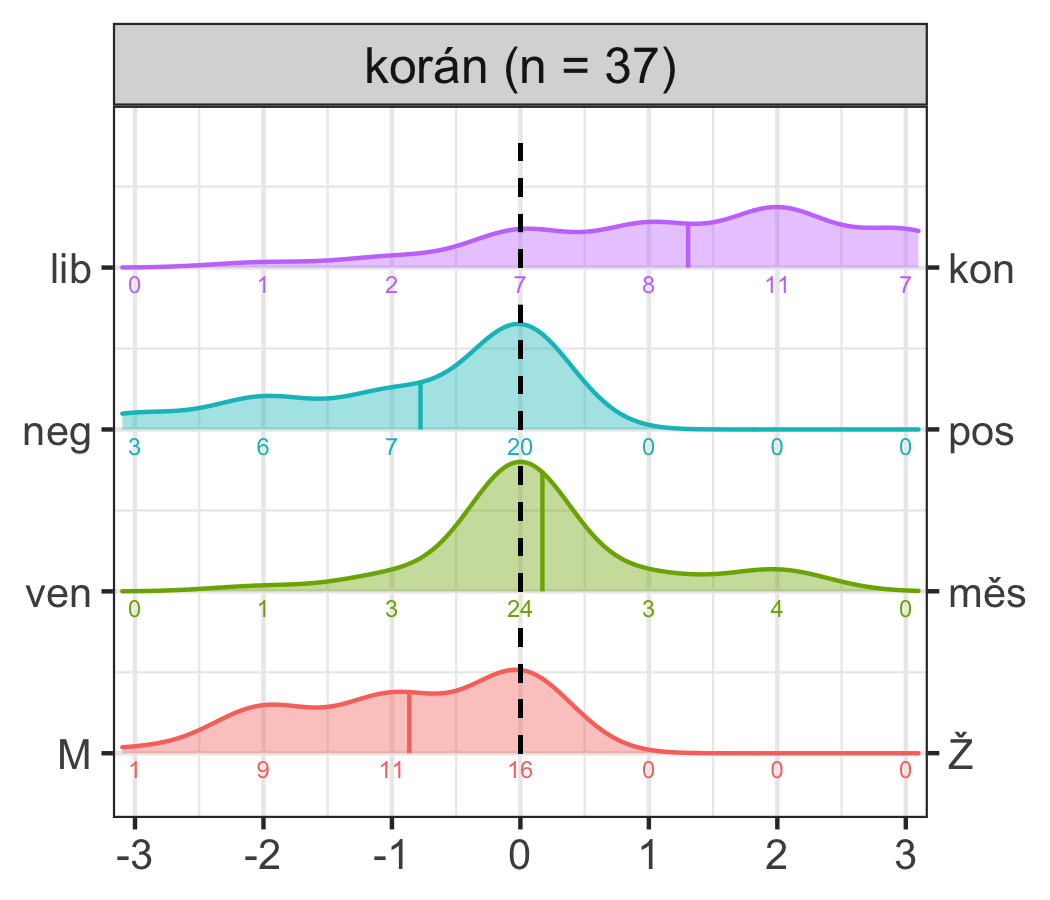 korán (n = 37)
lib kon
0 1 2 7 8 11 7
neg pos
3 6 7 20 0 0 0
ven měs
0 1 3 24 3 4 0
M Ž
1 9 11 16 0 0 0
-3 -2 -1 0 1 2 3